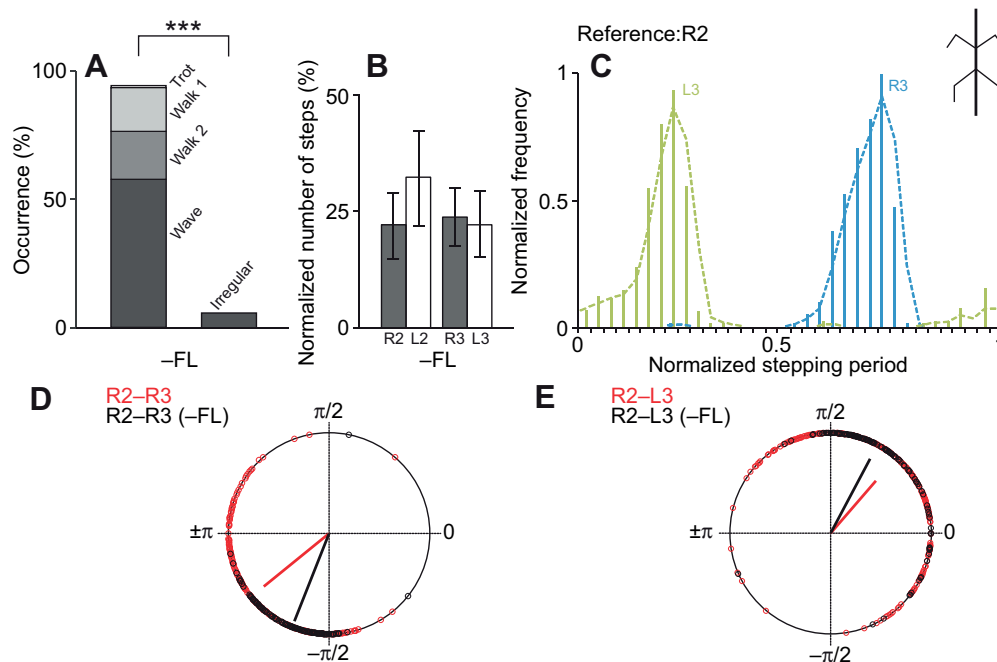 ***
A
Occurrence (%)
100
50
0
Trot
Walk 1
Walk 2
Wave
Irregular
–FL
B
Normalized number of steps (%)
50
25
0
R2 L2 R3 L3
–FL
Reference:R2
C
Normalized frequency
1
0.5
0
L3
R3
0 0.5 1
Normalized stepping period
D
R2–R3
R2–R3 (–FL)
π/2
±π
0
–π/2
E
R2–L3
R2–L3 (–FL)
π/2
±π
0
–π/2